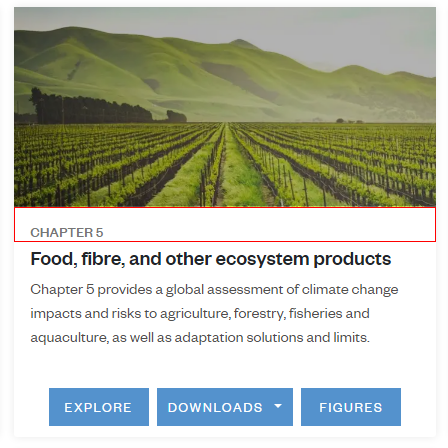 CHAPTER 5
Food, fibre, and other ecosystem products
Chapter 5 provides a global assessment of climate change
impacts and risks to agriculture, forestry, fisheries and
aquaculture, as well as adaptation solutions and limits.
EXPLORE
DOWNLOADS
FIGURES